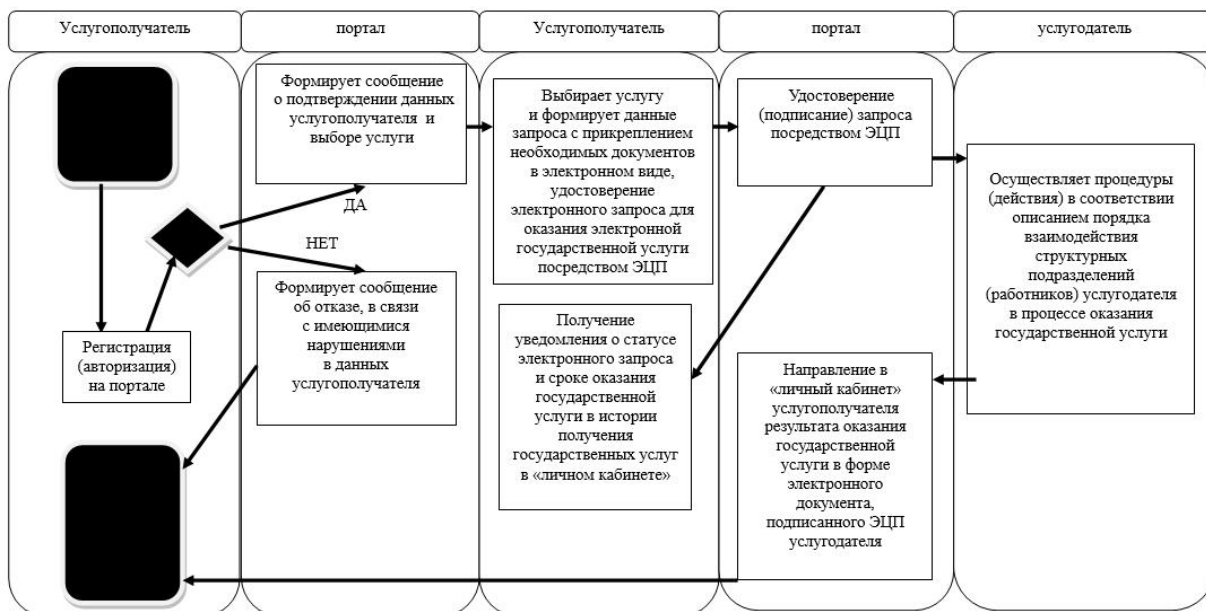 Услугополучатель
портал
Услугополучатель
портал
услугодатель
Регистрация
(авторизация)
на портале
ДА
НЕТ
Формирует сообщение
о подтверждении данных
услугополучателя и
выборе услуги
Формирует сообщение
об отказе, в связи
с имеющимися
нарушениями
в данных
услугополучателя
Выбирает услугу
и формирует данные
запроса с прикреплением
необходимых документов
в электронном виде,
удостоверение
электронного запроса для
оказания электронной
государственной услуги
посредством ЭЦП
Получение
уведомления о статусе
электронного запроса
и сроке оказания
государственной
услуги в истории
получения
государственных услуг
в «личном кабинете»
Удостоверение
(подписание) запроса
посредством ЭЦП
Направление в
«личный кабинет»
услугополучателя
результата оказания
государственной
услуги в форме
электронного
документа,
подписанного ЭЦП
услугодателя
Осуществляет процедуры
(действия) в соответствии
описанием порядка
взаимодействия
структурных
подразделений
(работников) услугодателя
в процессе оказания
государственной услуги